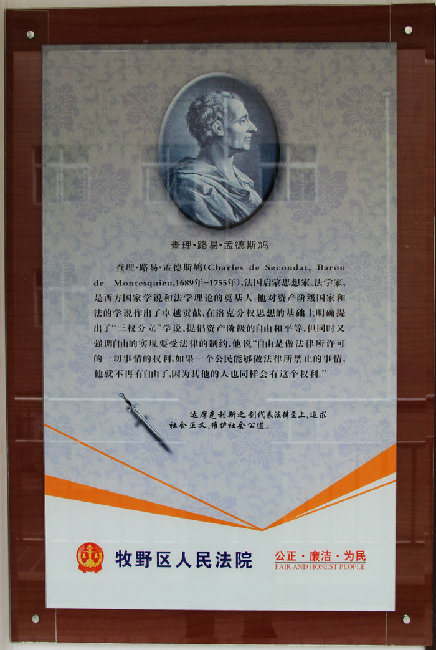 查理·路易·孟德斯鸠
查理·路易·孟德斯鸠(Charles de Secondat, Baron
de Montesquieu,1689年-1755年),法国启蒙思想家,法学家,
是西方国家学说和法学理论的奠基人,他对资产阶级国家和
法的学说作出了卓越贡献,在洛克分权思想的基础上明确提
出了“三权分立”学说,提倡资产阶级的自由和平等,但同时又
强调自由的实现要受法律的制约,他说“自由是做法律所许可
的一切事情的权利,如果一个公民能够做法律所禁止的事情,
他就不再有自由了,因为其他的人也同样会有这个权利。”
达摩克利斯之剑代表法律至上,追求
社会正义,维护社会公道。
牧野区人民法院
公正·廉洁·为民
FAIR AND HONEST PEOPLE